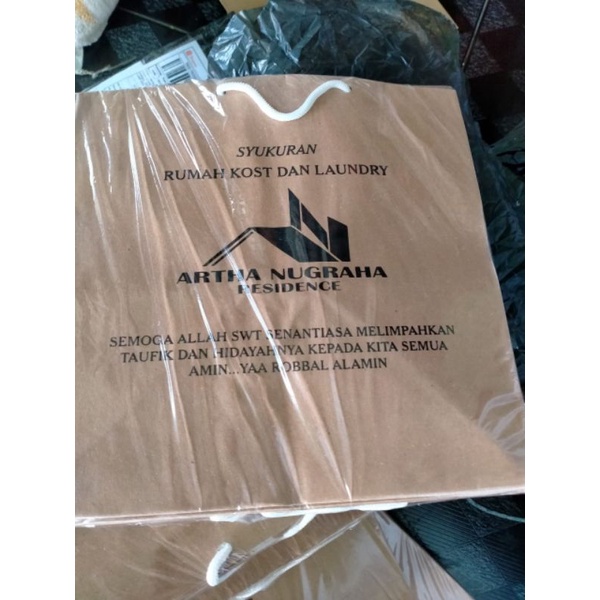 SYUKURAN
RUMAH KOST DAN LAUNDRY
ARTHA NUGRAHA
RESIDENCE
SEMOGA ALLAH SWT SENANTIASA MELIMPAHKAN
TAUFIK DAN HIDAYAHNYA KEPADA KITA SEMUA
AMIN...YAA ROBBAL ALAMIN